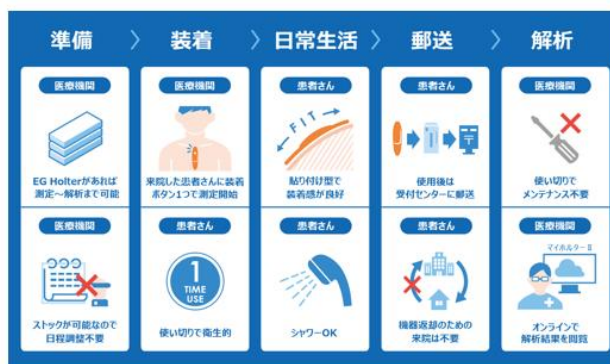 準備
装着
日常生活
郵送
解析
医療機関
EG Holterがあれば
測定～解析まで可能
医療機関
来院した患者さんに装着
ボタン1つで測定開始
患者さん
FIT
貼り付け型で
装着感が良好
患者さん
使用後は
受付センターに郵送
医療機関
使い切りで
メンテナンス不要
医療機関
ストックが可能なので
日程調整不要
患者さん
1
TIME
USE
使い切りで衛生的
患者さん
シャワーOK
患者さん
機器返却のための
来院は不要
医療機関
マイホルターⅡ
オンラインで
解析結果を閲覧